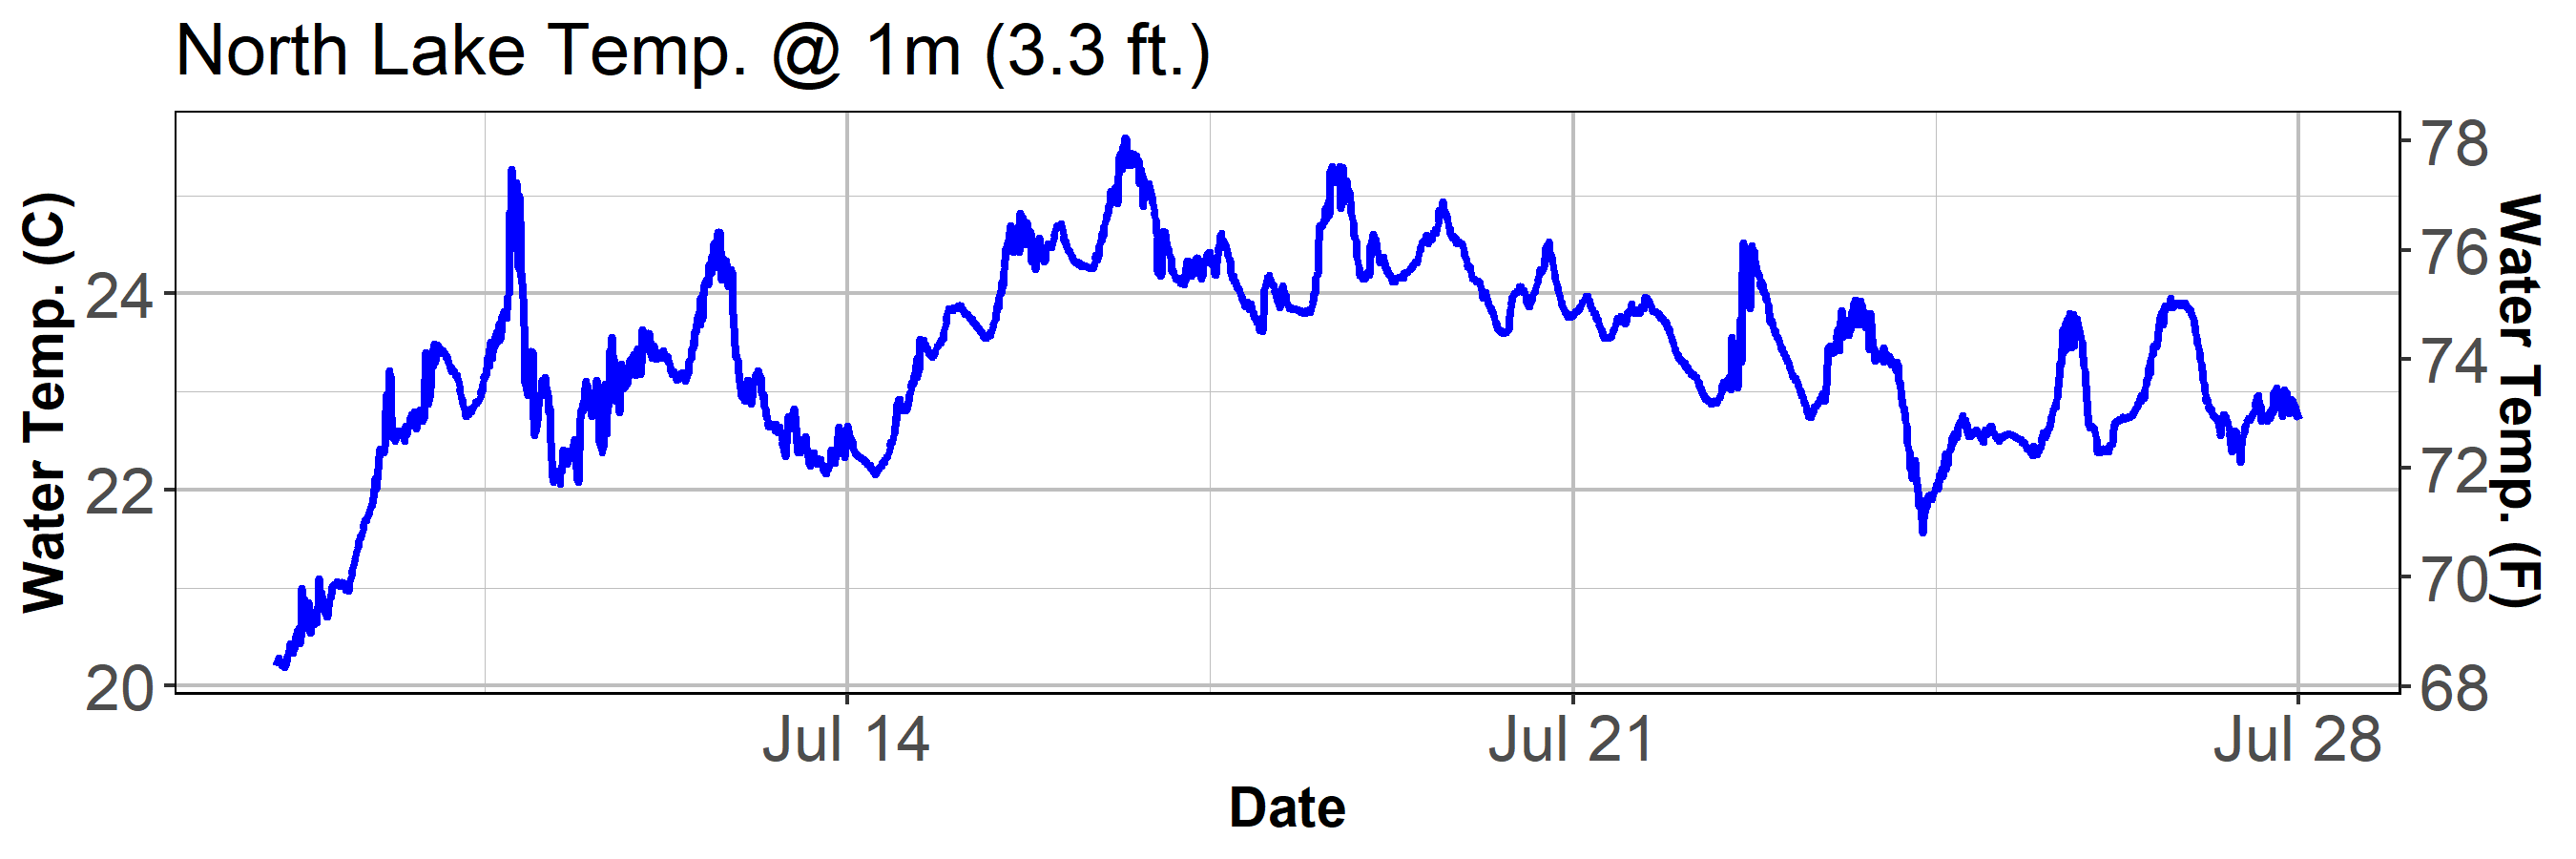 North Lake Temp. @ 1m (3.3 ft.)
Water Temp. (C)
24
22
20
78
76
74
72
70
68
Water Temp. (F)
Jul 14 Jul 21 Jul 28
Date